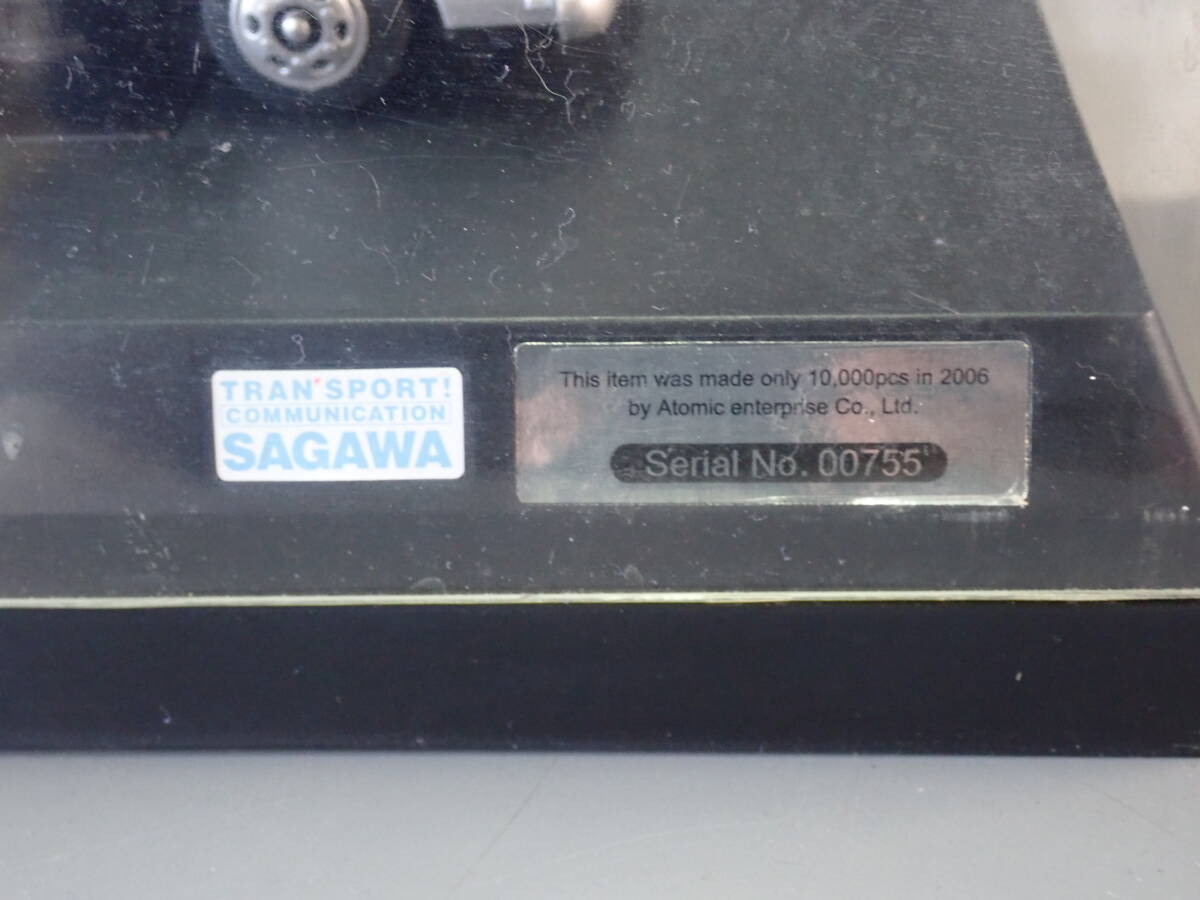 TRAN'SPORT!
COMMUNICATION
SAGAWA
This item was made only 10,000pcs in 2006
by Atomic enterprise Co., Ltd.
Serial No. 00755